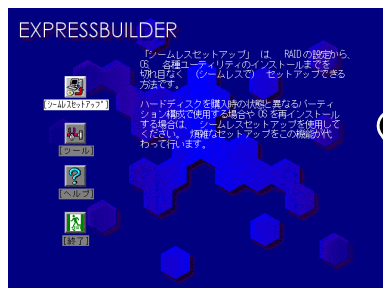 EXPRESSBUILDER
「シームレスセットアップ」 は、 RAIDの設定から、
OS、 各種ユーティリティのインストールまでを
切れ目なく (シームレスで) セットアップできる
方法です。
ハードディスクを購入時の状態と異なるパーティ
ション構成で使用する場合や OS を再インストール
する場合は、 シームレスセットアップを使用して
ください。 煩雑なセットアップをこの機能が代
わって行います。
[シームレスセットアップ]
[ツール]
[ヘルプ]
[終了]